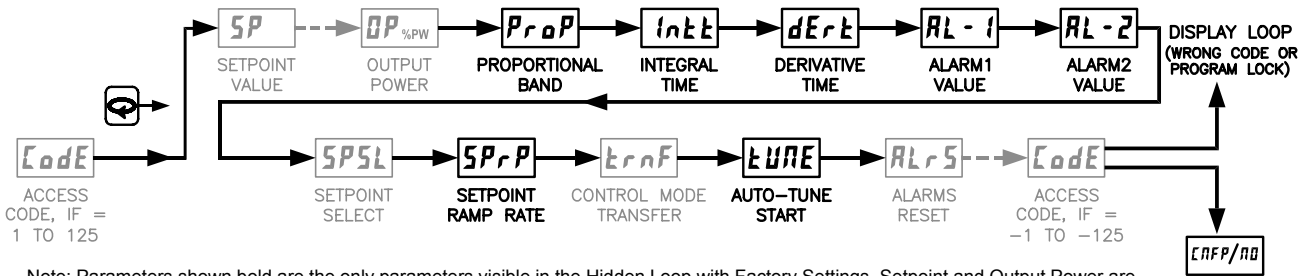 SP
OP %PW
ProP
Intt
dErt
AL-1
AL-2
DISPLAY LOOP
(WRONG CODE OR
PROGRAM LOCK)
SETPOINT
VALUE
OUTPUT
POWER
PROPORTIONAL
BAND
INTEGRAL
TIME
DERIVATIVE
TIME
ALARM1
VALUE
ALARM2
VALUE
CodE
SPSL
SPrP
trnF
tUNE
ALrS
CodE
ACCESS
CODE, IF =
1 TO 125
SETPOINT
SELECT
SETPOINT
RAMP RATE
CONTROL MODE
TRANSFER
AUTO-TUNE
START
ALARMS
RESET
ACCESS
CODE, IF =
-1 TO -125
CNFP/NO
Note: Parameters shown bold are the only parameters visible in the Hidden Loop with Factory Settings. Setpoint and Output Power are